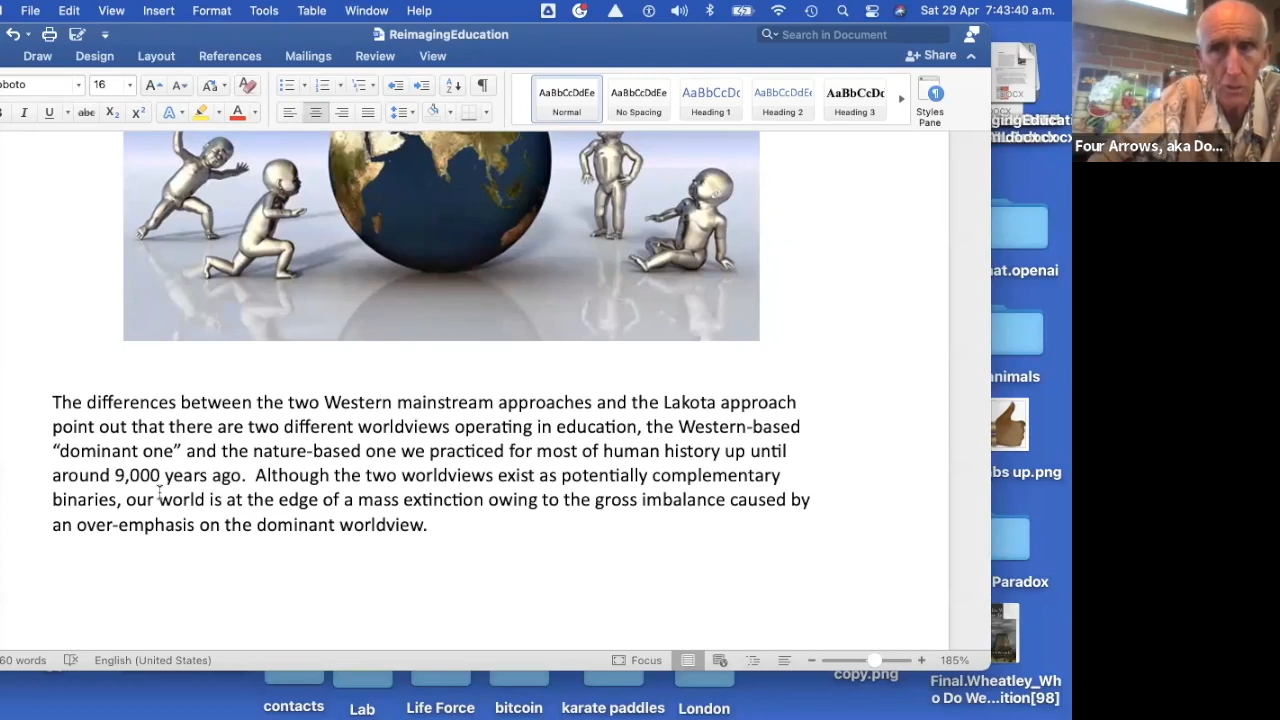 File Edit View Insert Format Tools Table Window Help Sat 29 Apr 7:43:40 a.m.
ReimagingEducation Search in Document
Draw Design Layout References Mailings Review View Share
16
AaBbCcDdEe AaBbCcDdEe AaBbCcDc AaBbCcDdEe AaBbCcDc
Normal No Spacing Heading 1 Heading 2 Heading 3 Styles
Pane
Four Arrows, aka Do...
The differences between the two Western mainstream approaches and the Lakota approach
point out that there are two different worldviews operating in education, the Western-based
“dominant one” and the nature-based one we practiced for most of human history up until
around 9,000 years ago. Although the two worldviews exist as potentially complementary
binaries, our world is at the edge of a mass extinction owing to the gross imbalance caused by
an over-emphasis on the dominant worldview.
60 words English (United States) Focus 185%
nat.openai
animals
bs up.png
Paradox
Final.Wheatley_Wh
o Do We...ition[98]
copy.png
contacts Lab Life Force bitcoin karate paddles London